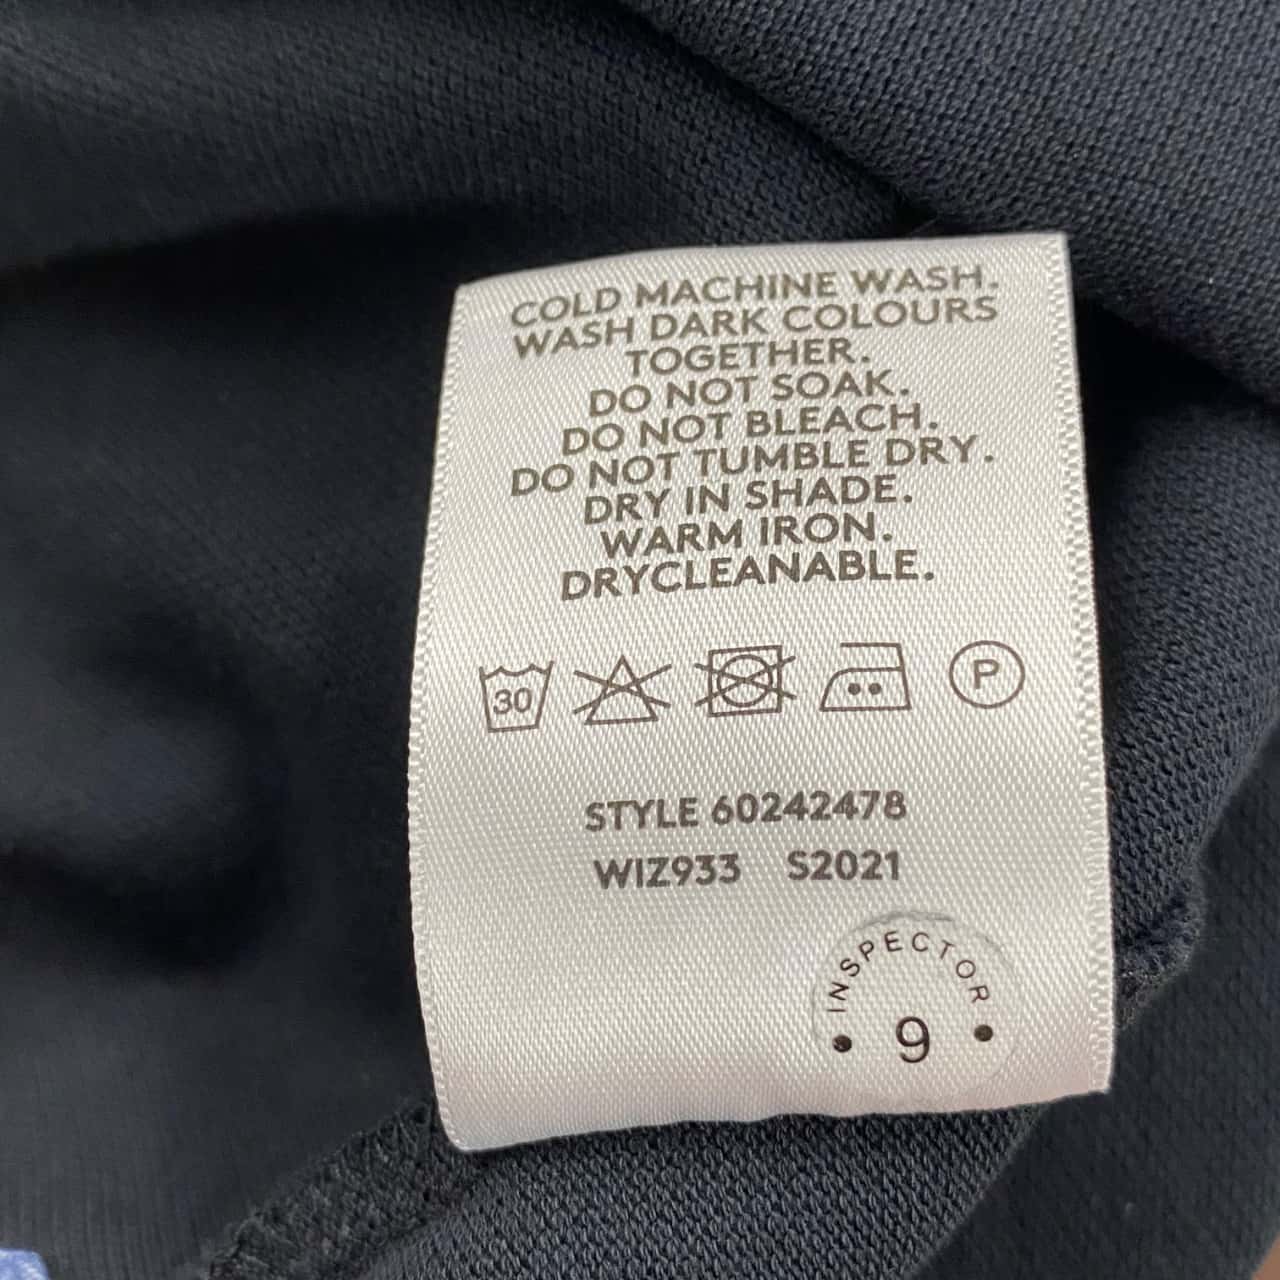 COLD MACHINE WASH.
WASH DARK COLOURS
TOGETHER.
DO NOT SOAK.
DO NOT BLEACH.
DO NOT TUMBLE DRY.
DRY IN SHADE.
WARM IRON.
DRYCLEANABLE.
30 P
STYLE 60242478
WIZ933 S2021
INSPECTOR
• 9 •